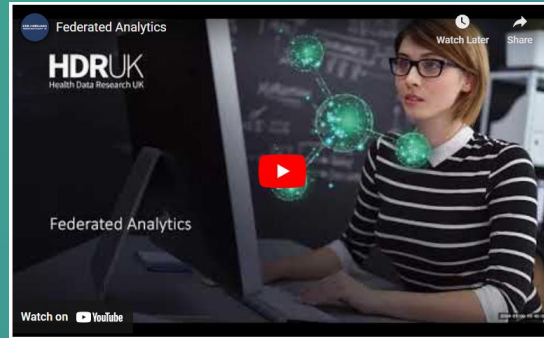 Federated Analytics
Watch Later
Share
HDRUK
Health Data Research UK
Federated Analytics
Watch on YouTube